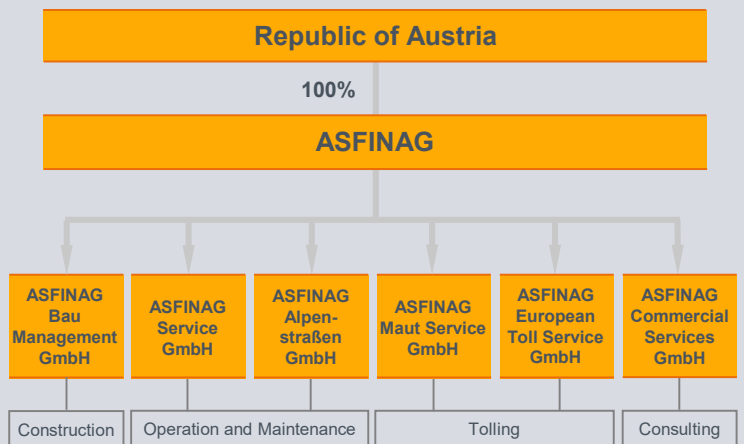 Republic of Austria
100%
ASFINAG
ASFINAG
Bau
Management
GmbH
ASFINAG
Service
GmbH
ASFINAG
Alpen-
straßen
GmbH
ASFINAG
Maut Service
GmbH
ASFINAG
European
Toll Service
GmbH
ASFINAG
Commercial
Services
GmbH
Construction
Operation and Maintenance
Tolling
Consulting